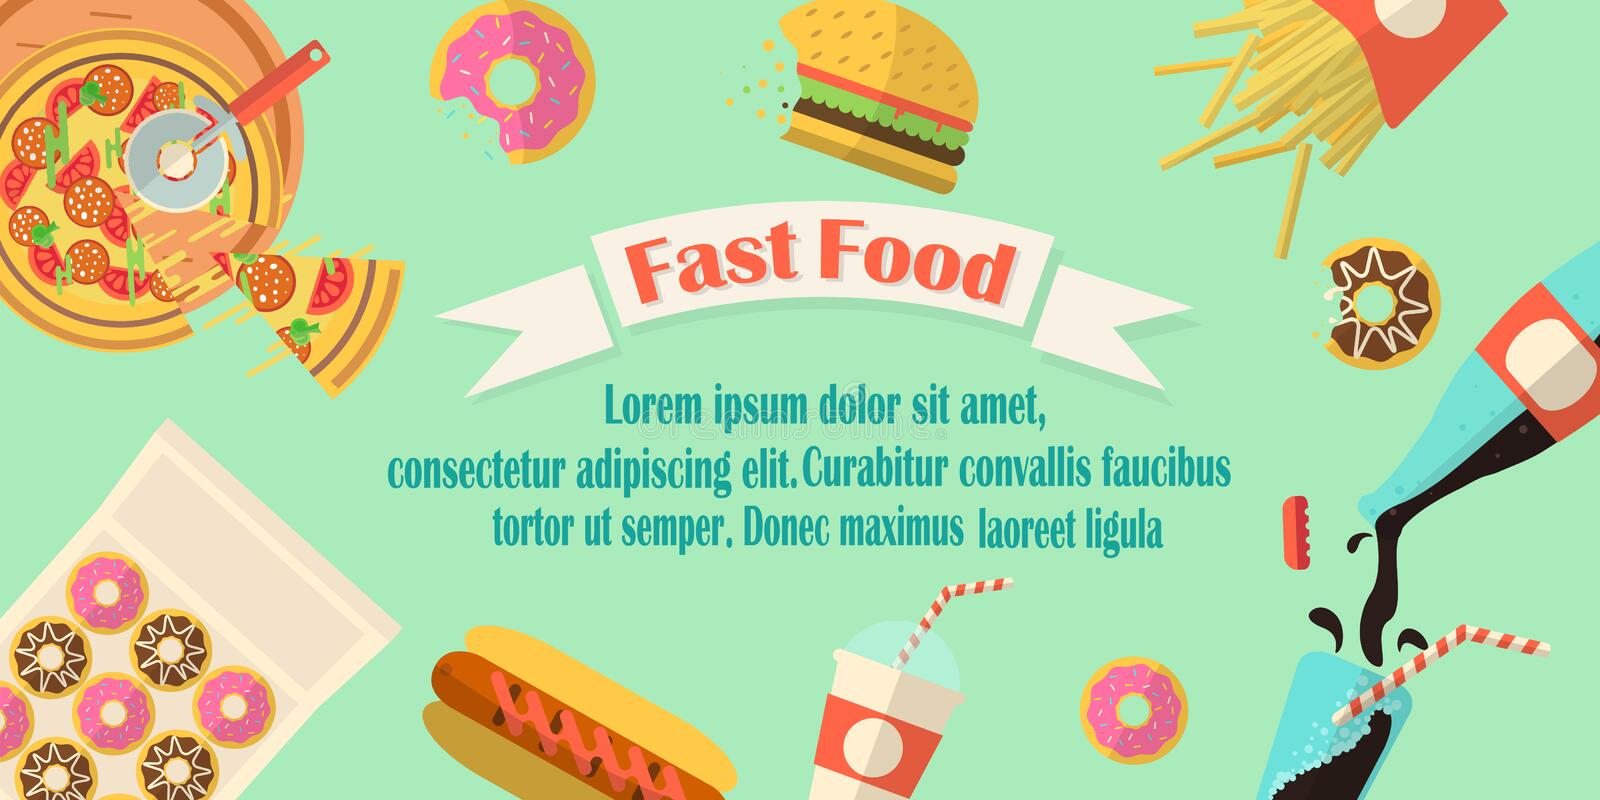 Fast Food
Lorem ipsum dolor sit amet,
consectetur adipiscing elit. Curabitur convallis faucibus
tortor ut semper. Donec maximus laoreet ligula